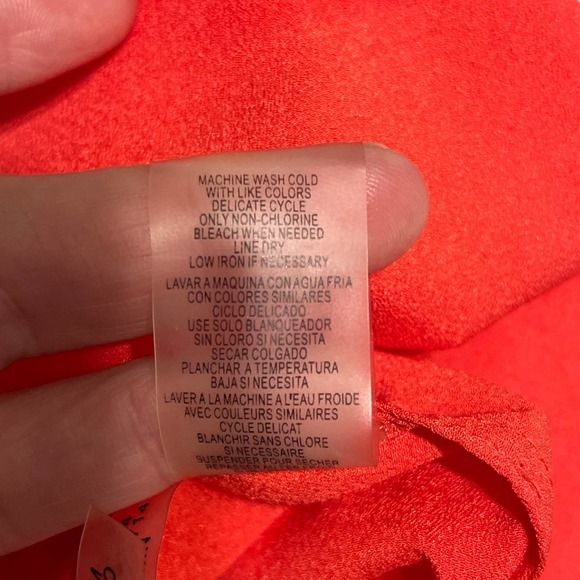 MACHINE WASH COLD
WITH LIKE COLORS
DELICATE CYCLE
ONLY NON-CHLORINE
BLEACH WHEN NEEDED
LINE DRY
LOW IRON IF NECESSARY
LAVAR A MAQUINA CON AGUA FRIA
CON COLORES SIMILARES
CICLO DELICADO
USE SOLO BLANQUEADOR
SIN CLORO SI NECESITA
SECAR COLGADO
PLANCHAR A TEMPERATURA
BAJA SI NECESITA
LAVER A LA MACHINE A L'EAU FROIDE
AVEC COULEURS SIMILAIRES
CYCLE DELICAT
BLANCHIR SANS CHLORE
SI NECESSAIRE
SUSPENDER POUR SECHER
REPASSER